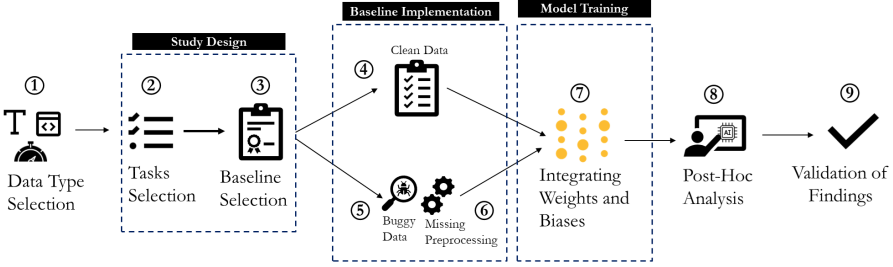 Study Design
Baseline Implementation
Model Training
①
T
Data Type
Selection
②
Tasks
Selection
③
Baseline
Selection
Clean Data
④
⑤
Buggy
Data
Missing
Preprocessing
⑥
⑦
Integrating
Weights and
Biases
⑧
AI
Post-Hoc
Analysis
⑨
Validation of
Findings